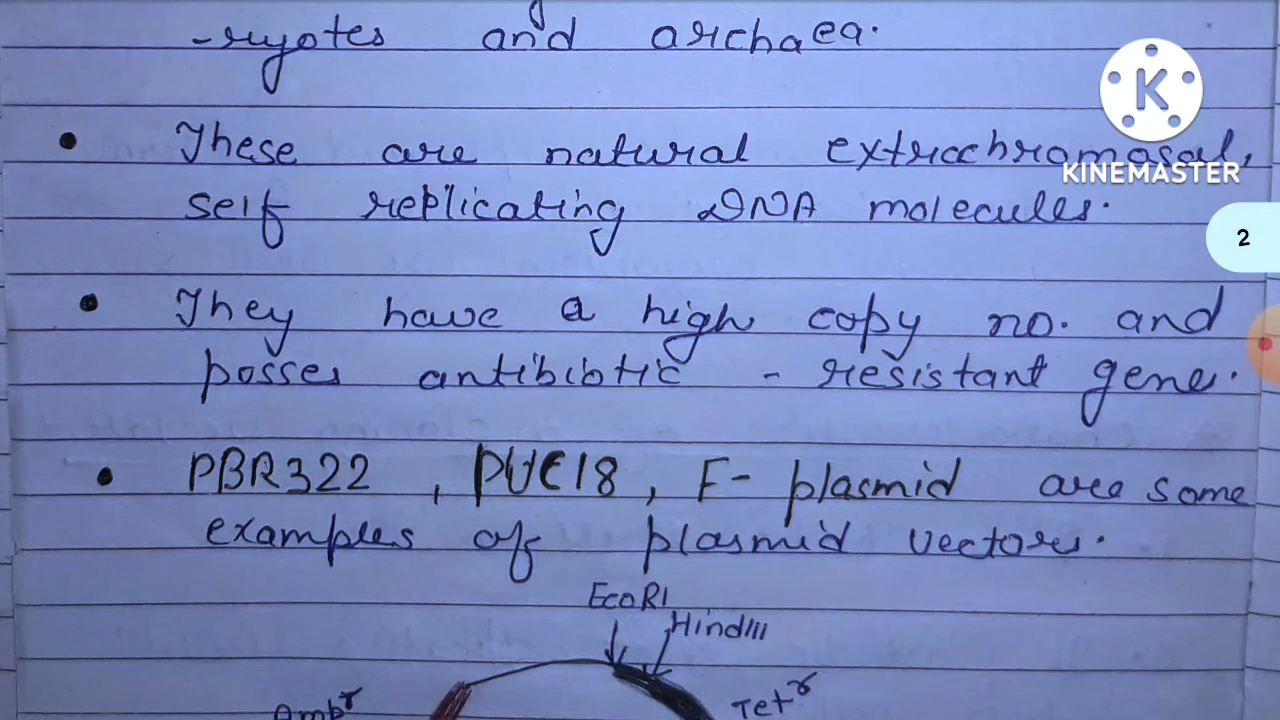 -ryotes and archaea.
These are natural extrachromosal,
self replicating DNA molecules.
They have a high copy no. and
posses antibiotic - resistant gene.
PBR322, PUC18, F- plasmid are some
examples of plasmid vectors.
EcoRI
HindIII
Ampr
Tetr
K
KINEMASTER
2